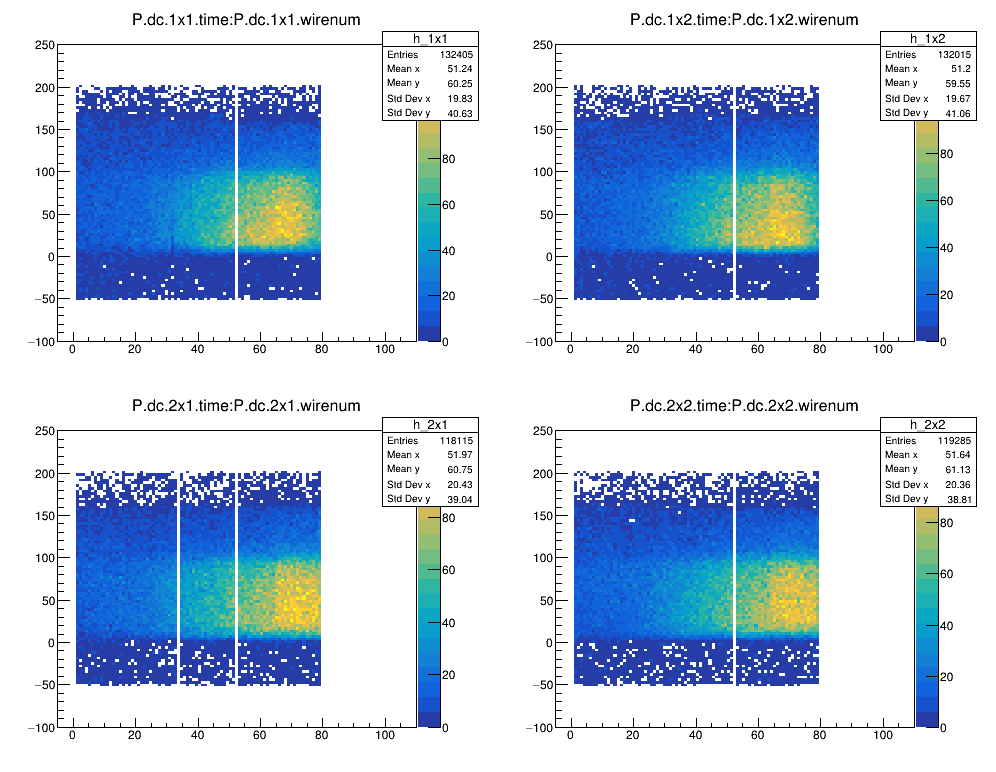 P.dc.1x1.time:P.dc.1x1.wirenum
h_1x1
Entries 132405
Mean x 51.24
Mean y 60.25
Std Dev x 19.83
Std Dev y 40.63
250
200
150
100
50
0
−50
−100
0 20 40 60 80 100
80
60
40
20
0
P.dc.1x2.time:P.dc.1x2.wirenum
h_1x2
Entries 132015
Mean x 51.2
Mean y 59.55
Std Dev x 19.67
Std Dev y 41.06
250
200
150
100
50
0
−50
−100
0 20 40 60 80 100
80
60
40
20
0
P.dc.2x1.time:P.dc.2x1.wirenum
h_2x1
Entries 118115
Mean x 51.97
Mean y 60.75
Std Dev x 20.43
Std Dev y 39.04
250
200
150
100
50
0
−50
−100
0 20 40 60 80 100
80
60
40
20
0
P.dc.2x2.time:P.dc.2x2.wirenum
h_2x2
Entries 119285
Mean x 51.64
Mean y 61.13
Std Dev x 20.36
Std Dev y 38.81
250
200
150
100
50
0
−50
−100
0 20 40 60 80 100
80
60
40
20
0